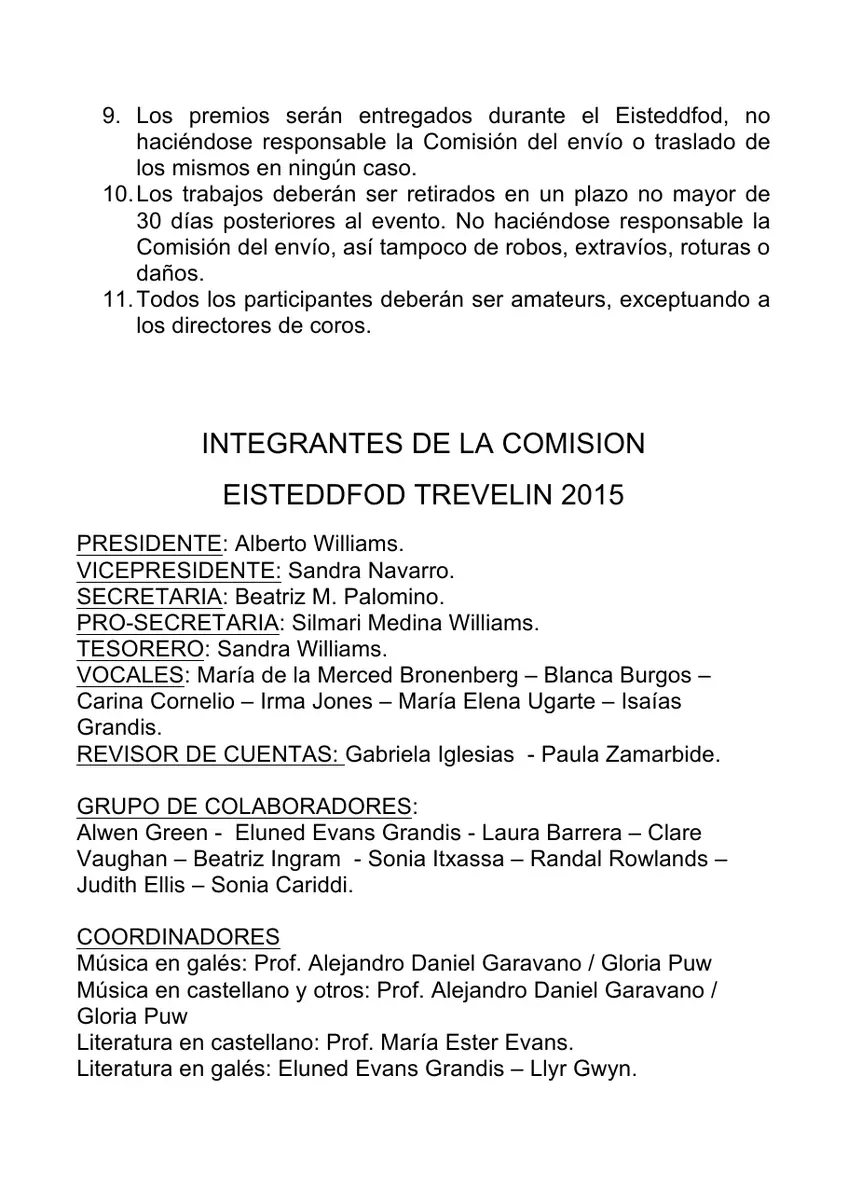 9. Los premios serán entregados durante el Eisteddfod, no
haciéndose responsable la Comisión del envío o traslado de
los mismos en ningún caso.
10. Los trabajos deberán ser retirados en un plazo no mayor de
30 días posteriores al evento. No haciéndose responsable la
Comisión del envío, así tampoco de robos, extravíos, roturas o
daños.
11. Todos los participantes deberán ser amateurs, exceptuando a
los directores de coros.
INTEGRANTES DE LA COMISION
EISTEDDFOD TREVELIN 2015
PRESIDENTE: Alberto Williams.
VICEPRESIDENTE: Sandra Navarro.
SECRETARIA: Beatriz M. Palomino.
PRO-SECRETARIA: Silmari Medina Williams.
TESORERO: Sandra Williams.
VOCALES: María de la Merced Bronenberg – Blanca Burgos –
Carina Cornelio – Irma Jones – María Elena Ugarte – Isaías
Grandis.
REVISOR DE CUENTAS: Gabriela Iglesias - Paula Zamarbide.
GRUPO DE COLABORADORES:
Alwen Green - Eluned Evans Grandis - Laura Barrera – Clare
Vaughan – Beatriz Ingram - Sonia Itxassa – Randal Rowlands –
Judith Ellis – Sonia Cariddi.
COORDINADORES
Música en galés: Prof. Alejandro Daniel Garavano / Gloria Puw
Música en castellano y otros: Prof. Alejandro Daniel Garavano /
Gloria Puw
Literatura en castellano: Prof. María Ester Evans.
Literatura en galés: Eluned Evans Grandis – Llyr Gwyn.